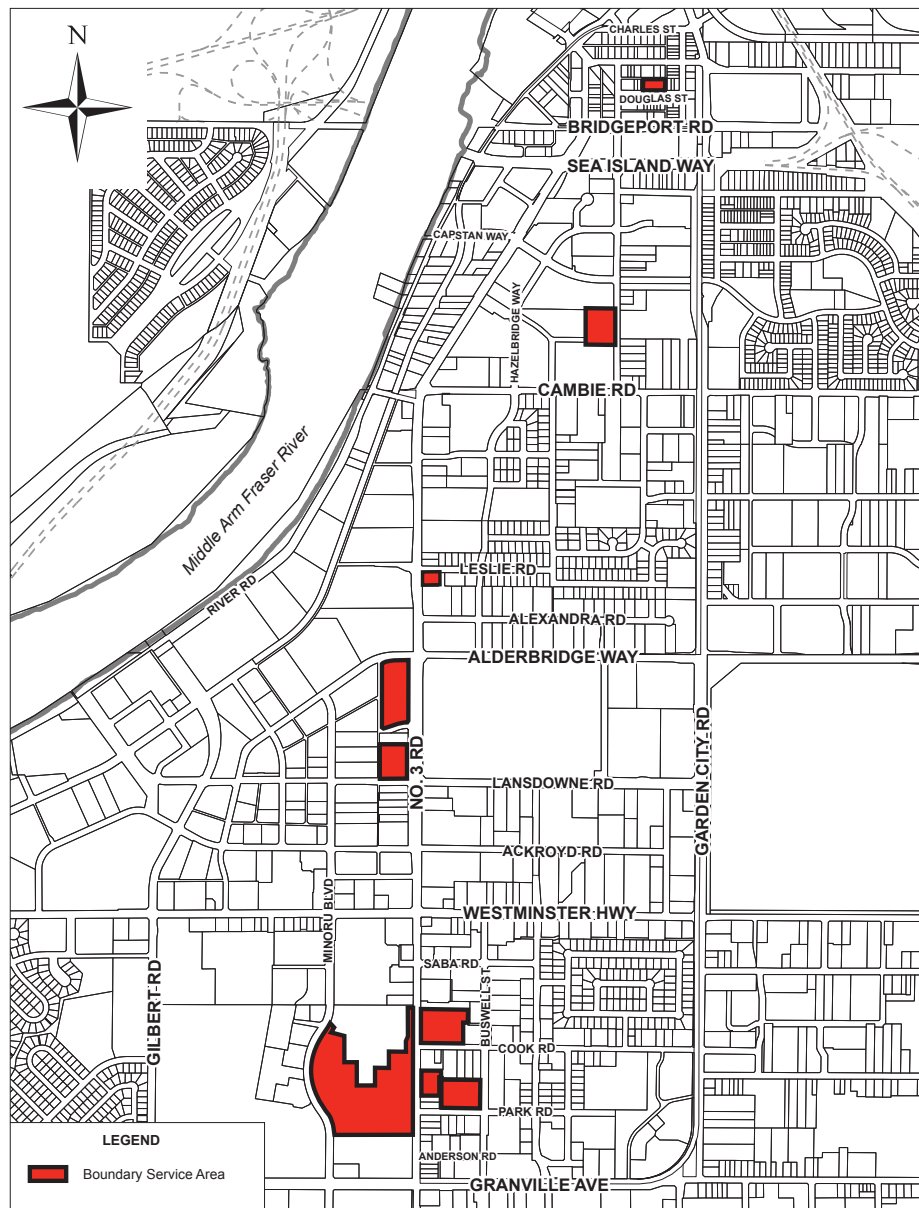 N
CHARLES ST
DOUGLAS ST
BRIDGEPORT RD
SEA ISLAND WAY
CAPSTAN WAY
HAZELBRIDGE WAY
CAMBIE RD
Middle Arm Fraser River
LESLIE RD
RIVER RD
ALEXANDRA RD
ALDERBRIDGE WAY
NO. 3 RD
GARDEN CITY RD
LANSDOWNE RD
ACKROYD RD
MINORU BLVD
WESTMINSTER HWY
SABA RD
BUSWELL ST
GILBERT RD
COOK RD
PARK RD
LEGEND
ANDERSON RD
Boundary Service Area
GRANVILLE AVE